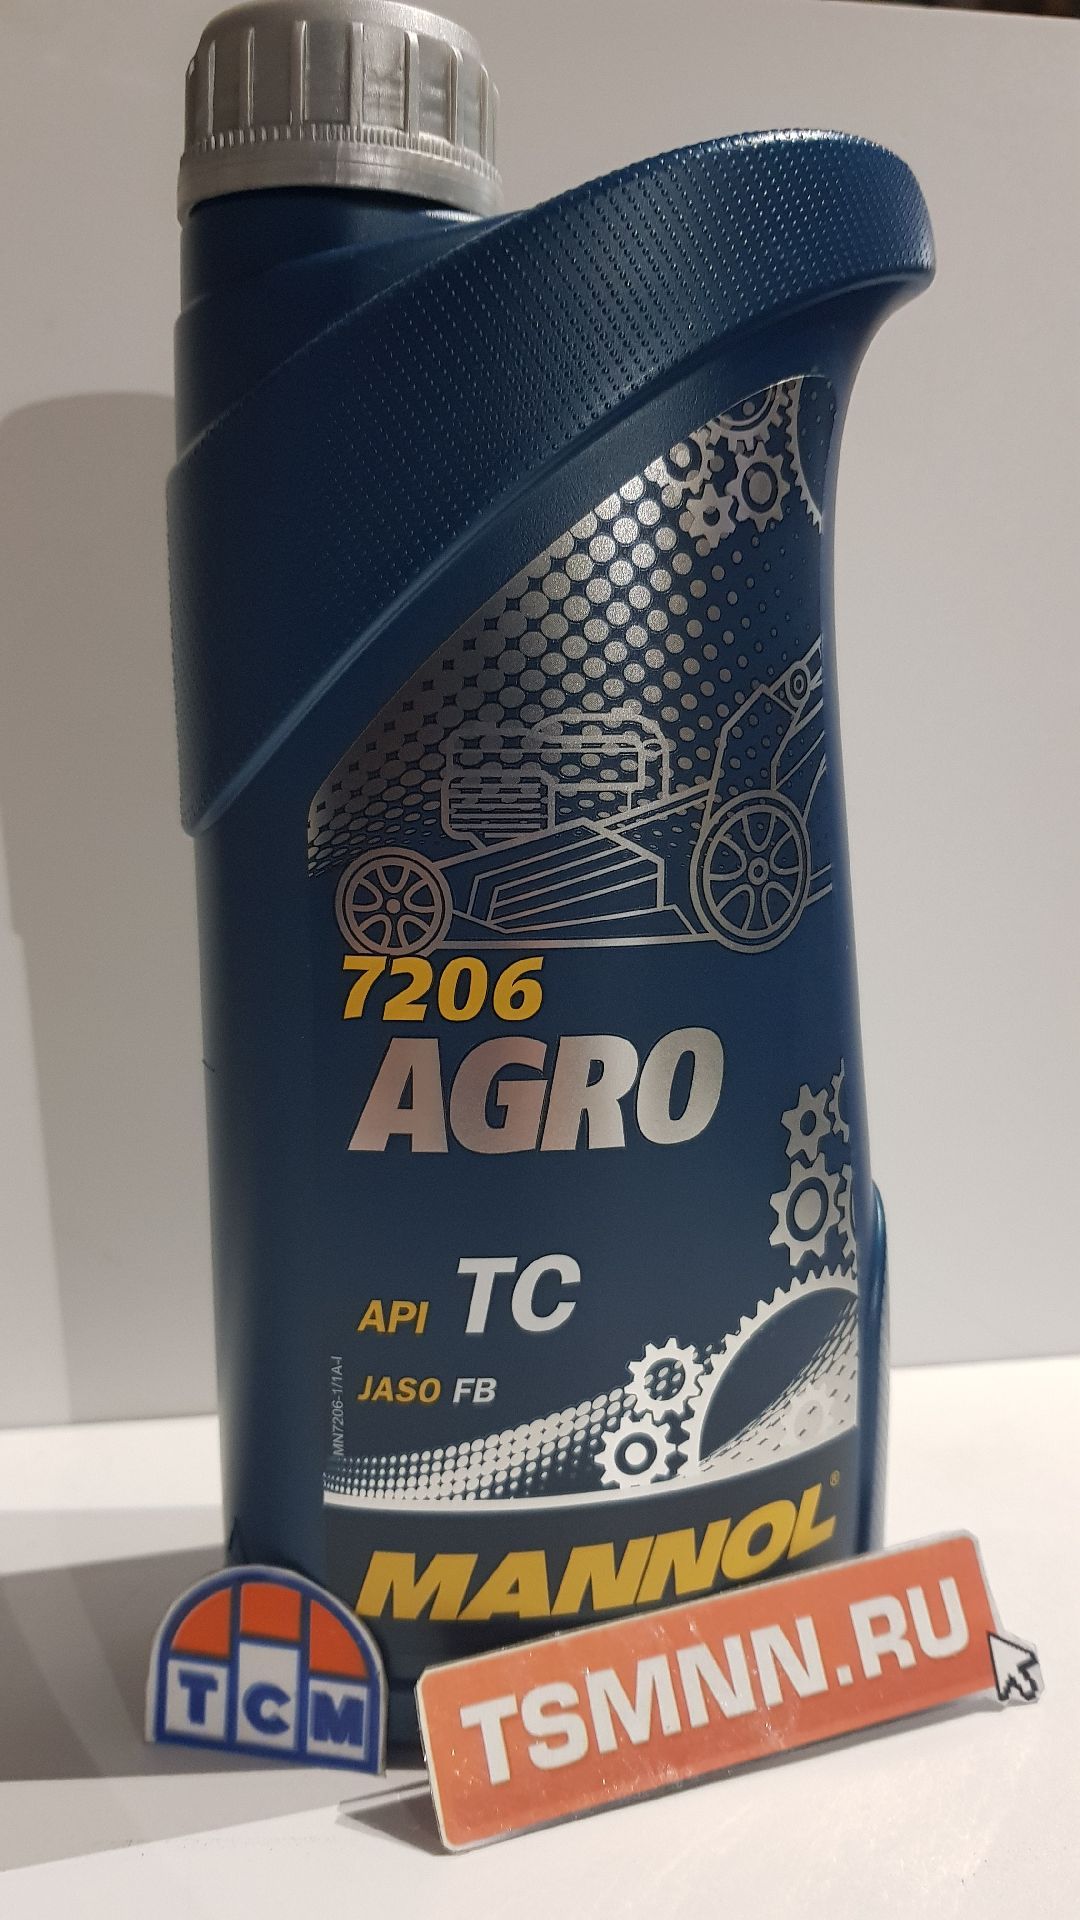 7206
AGRO
API TC
JASO FB
MN7206-1/1A-I
MANNOL®
TCM
TSMNN.RU